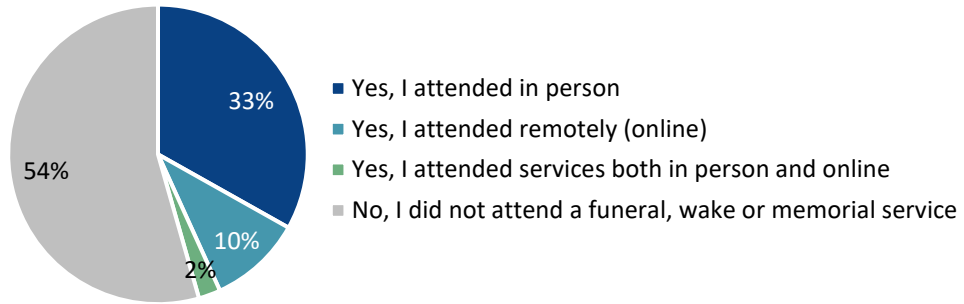 33%
10%
2%
54%
Yes, I attended in person
Yes, I attended remotely (online)
Yes, I attended services both in person and online
No, I did not attend a funeral, wake or memorial service